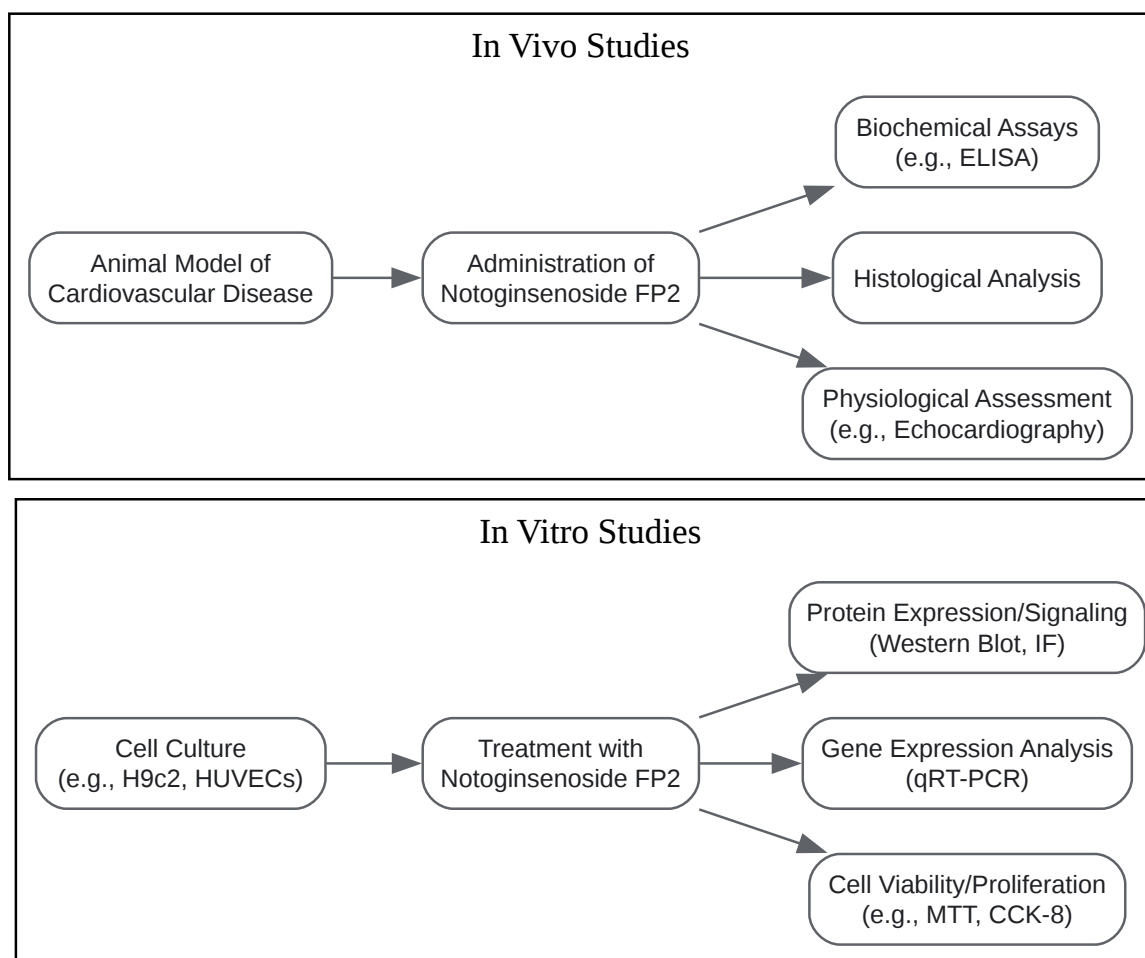 In Vivo Studies
Biochemical Assays
(e.g., ELISA)
Animal Model of
Cardiovascular Disease
Administration of
Notoginsenoside FP2
Histological Analysis
Physiological Assessment
(e.g., Echocardiography)
In Vitro Studies
Protein Expression/Signaling
(Western Blot, IF)
Cell Culture
(e.g., H9c2, HUVECs)
Treatment with
Notoginsenoside FP2
Gene Expression Analysis
(qRT-PCR)
Cell Viability/Proliferation
(e.g., MTT, CCK-8)